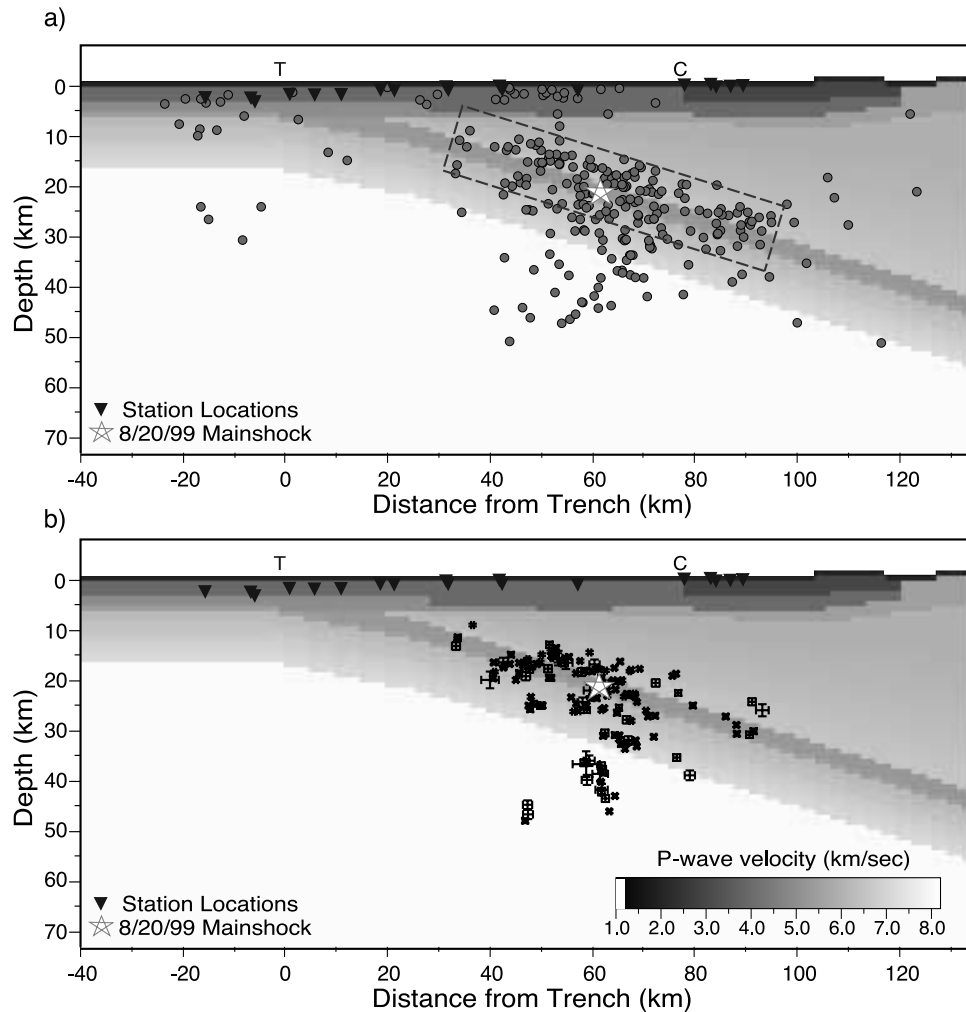 a)
T
C
0
10
20
30
40
50
60
70
Depth (km)
Station Locations
8/20/99 Mainshock
-40
-20
0
20
40
60
80
100
120
Distance from Trench (km)
b)
T
C
0
10
20
30
40
50
60
70
Depth (km)
P-wave velocity (km/sec)
1.0 2.0 3.0 4.0 5.0 6.0 7.0 8.0
Station Locations
8/20/99 Mainshock
-40
-20
0
20
40
60
80
100
120
Distance from Trench (km)